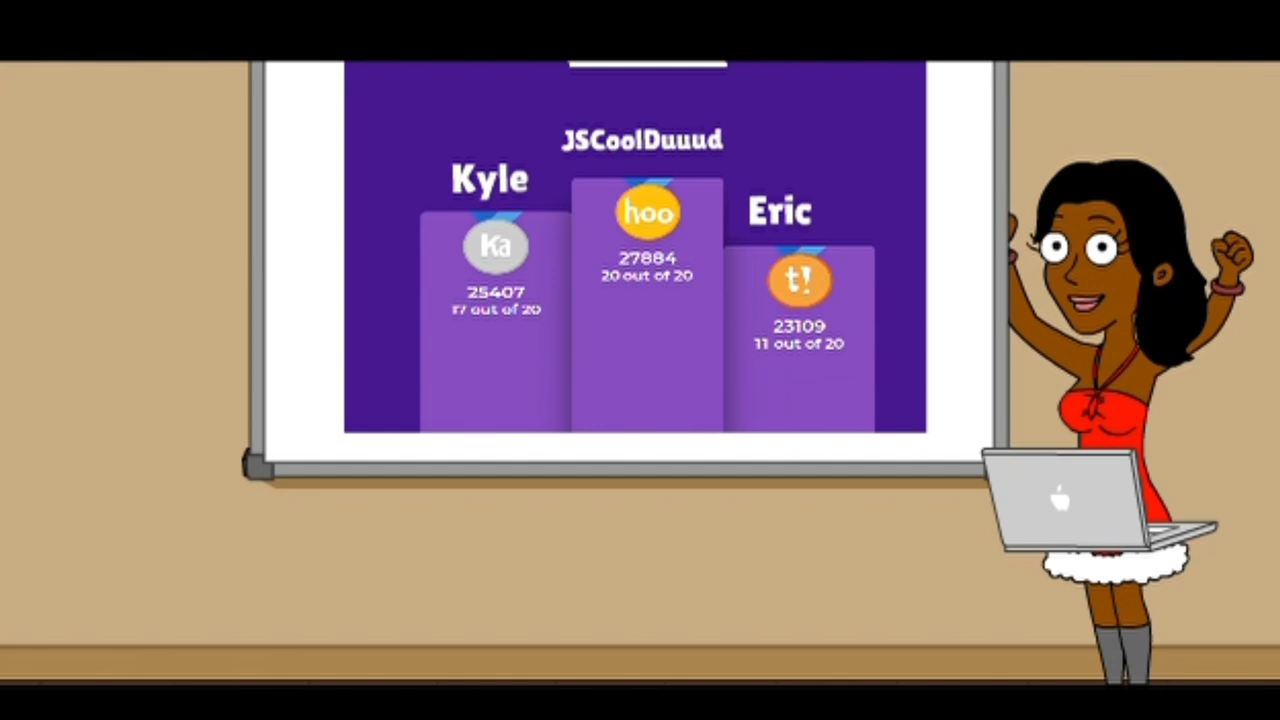 JSCoolDuuud
Kyle
Eric
hoo
Ka
t!
27884
20 out of 20
25407
17 out of 20
23109
11 out of 20